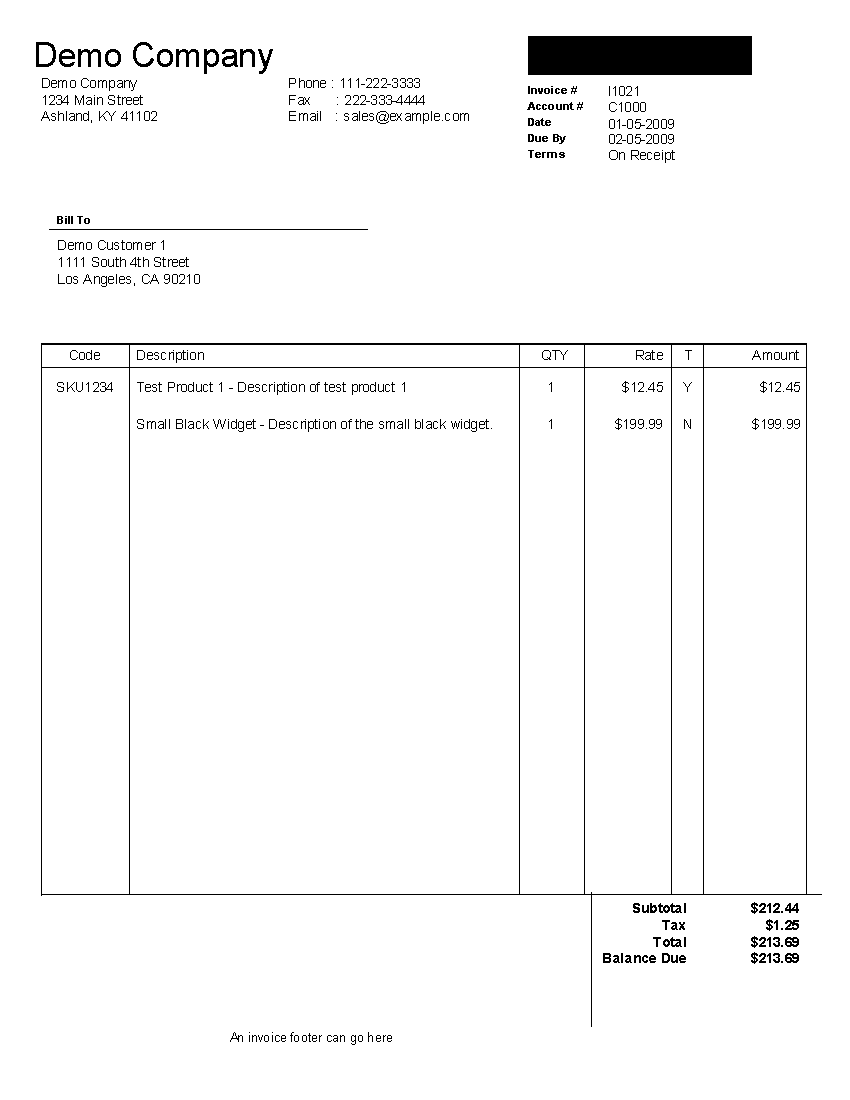 Demo Company
Demo Company
1234 Main Street
Ashland, KY 41102
Phone : 111-222-3333
Fax : 222-333-4444
Email : sales@example.com
Invoice # I1021
Account # C1000
Date 01-05-2009
Due By 02-05-2009
Terms On Receipt
Bill To
Demo Customer 1
1111 South 4th Street
Los Angeles, CA 90210
Code Description QTY Rate T Amount
SKU1234 Test Product 1 - Description of test product 1 1 $12.45 Y $12.45
Small Black Widget - Description of the small black widget. 1 $199.99 N $199.99
Subtotal $212.44
Tax $1.25
Total $213.69
Balance Due $213.69
An invoice footer can go here